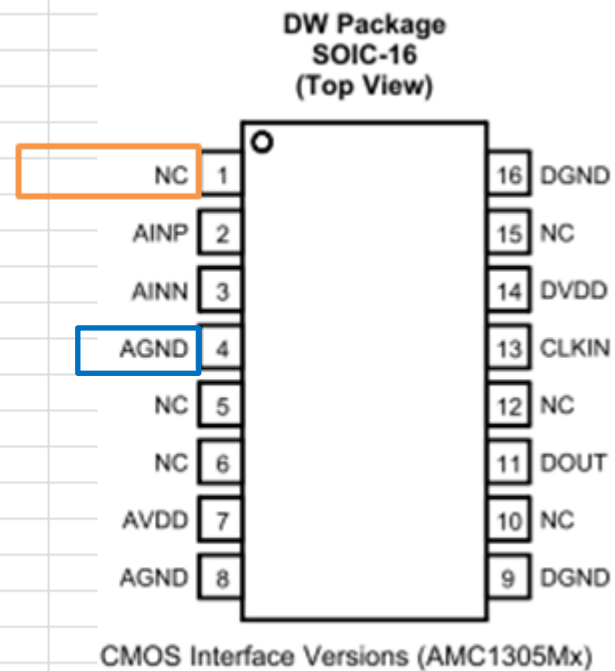 DW Package
SOIC-16
(Top View)
NC 1 16 DGND
AINP 2 15 NC
AINN 3 14 DVDD
AGND 4 13 CLKIN
NC 5 12 NC
NC 6 11 DOUT
AVDD 7 10 NC
AGND 8 9 DGND
CMOS Interface Versions (AMC1305Mx)